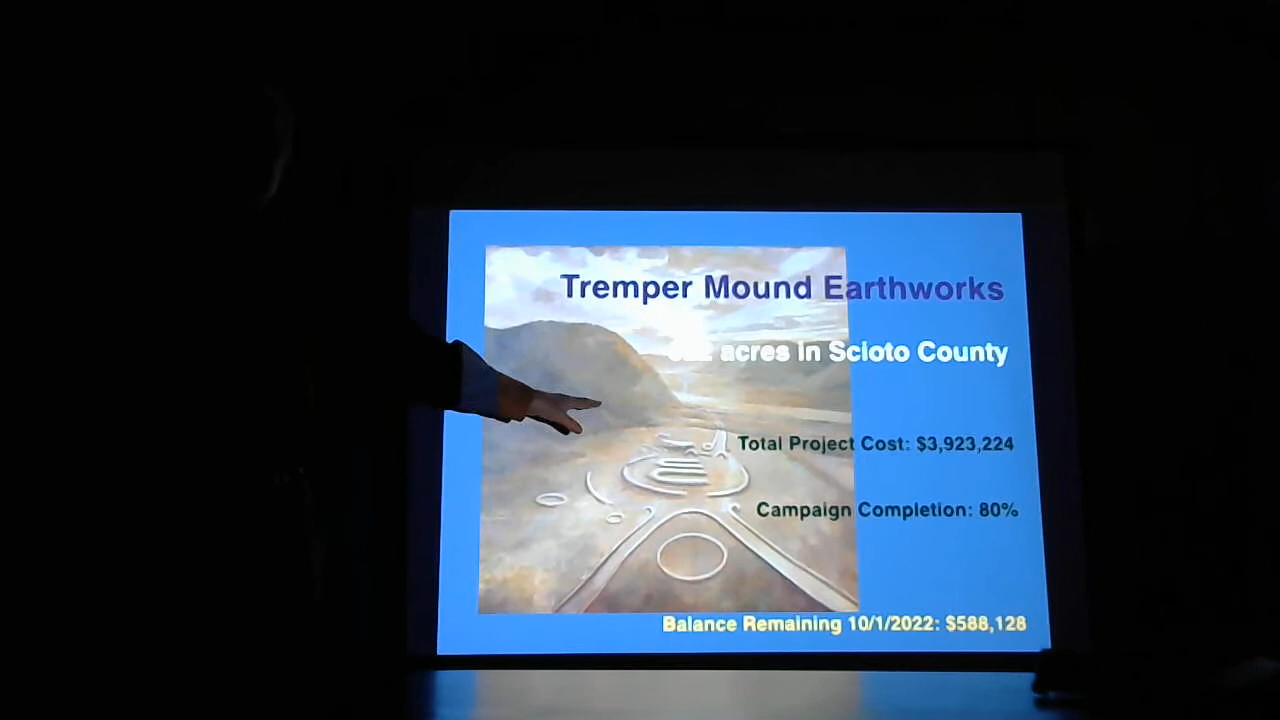 Tremper Mound Earthworks
acres in Scioto County
Total Project Cost: $3,923,224
Campaign Completion: 80%
Balance Remaining 10/1/2022: $588,128